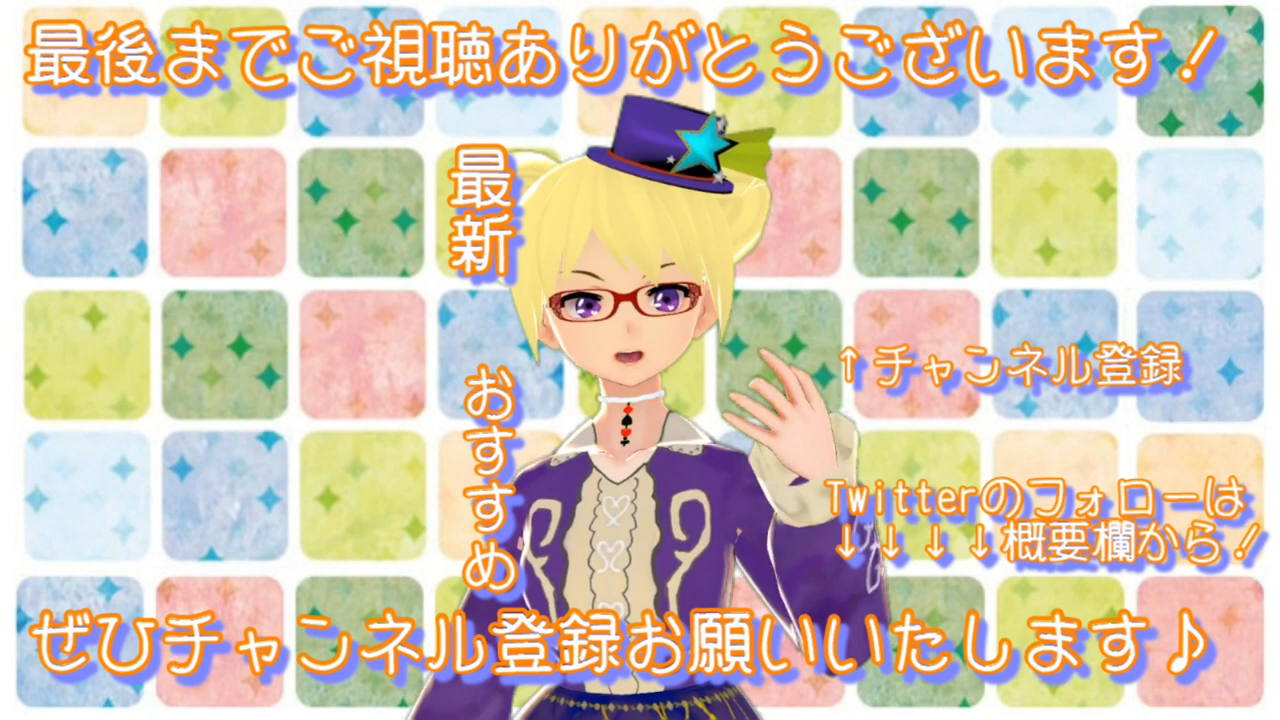 最後までご視聴ありがとうございます！
最新
おすすめ
↑チャンネル登録
Twitterのフォローは
↓↓↓↓概要欄から！
ぜひチャンネル登録お願いいたします♪